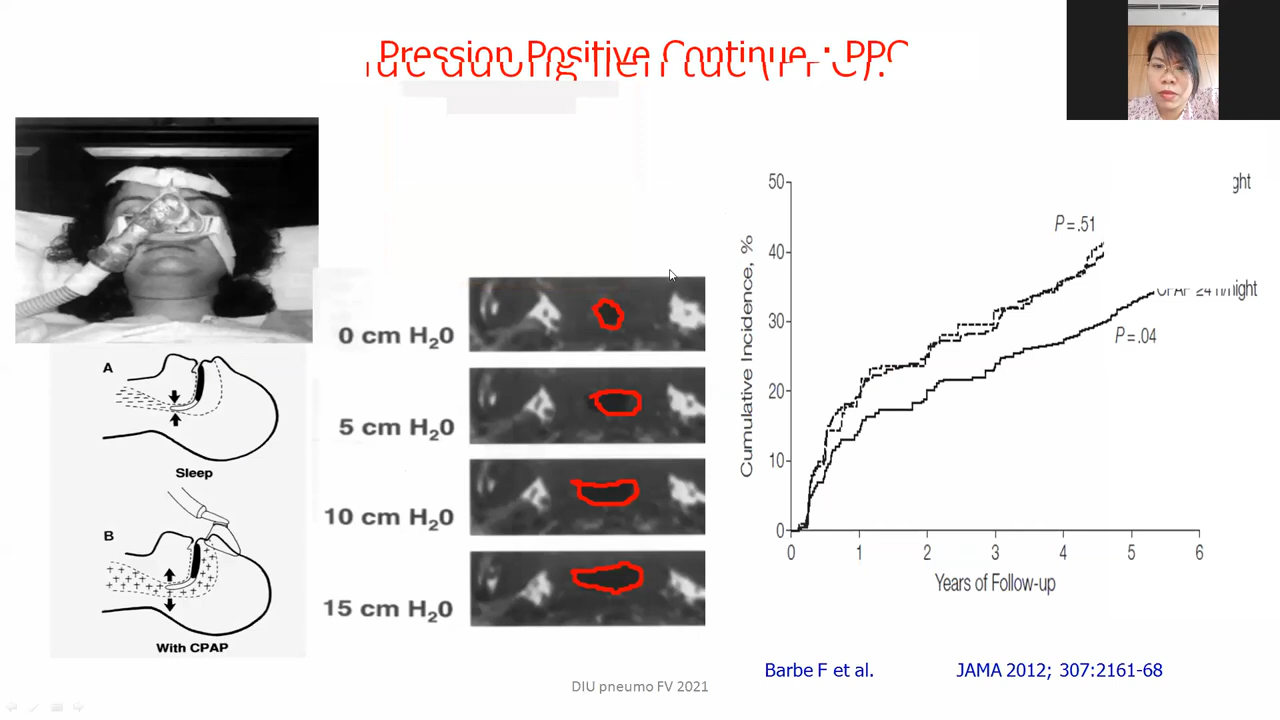 Pression Positive Continue : PPC
A
Sleep
B
With CPAP
0 cm H₂0
5 cm H₂0
10 cm H₂0
15 cm H₂0
Cumulative Incidence, %
50
40
30
20
10
0
P=.51
P=.04
0 1 2 3 4 5 6
Years of Follow-up
Barbe F et al. JAMA 2012; 307:2161-68
DIU pneumo FV 2021